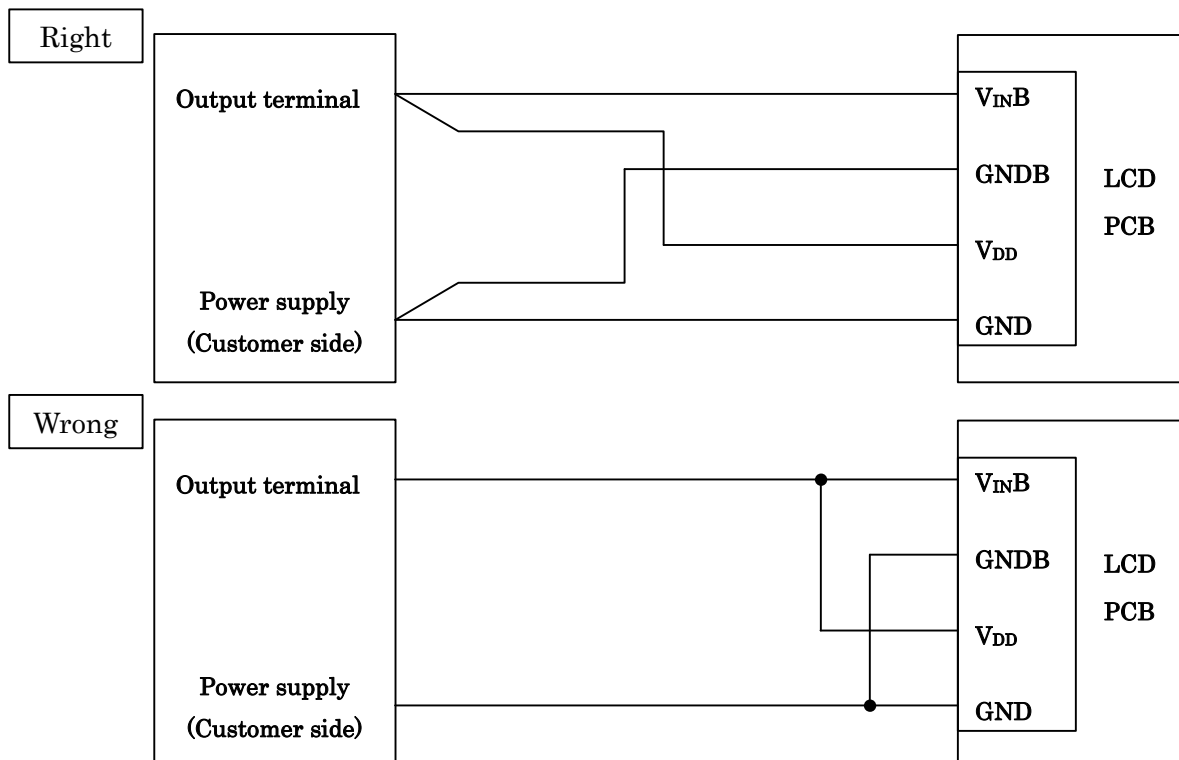 Right
Output terminal
Power supply
(Customer side)
VINB
GNDB
VDD
GND
LCD
PCB
Wrong
Output terminal
Power supply
(Customer side)
VINB
GNDB
VDD
GND
LCD
PCB